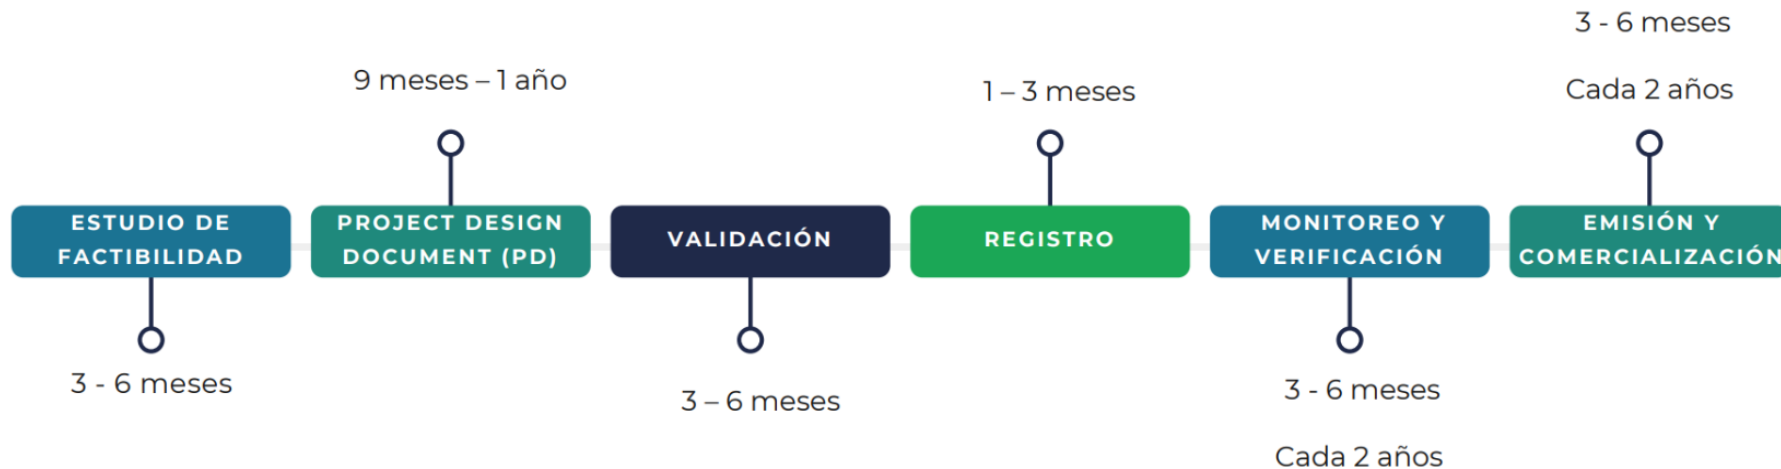 ESTUDIO DE
FACTIBILIDAD
3 - 6 meses
9 meses – 1 año
PROJECT DESIGN
DOCUMENT (PD)
VALIDACIÓN
3 – 6 meses
1 – 3 meses
REGISTRO
MONITOREO Y
VERIFICACIÓN
3 - 6 meses
Cada 2 años
3 - 6 meses
Cada 2 años
EMISIÓN Y
COMERCIALIZACIÓN